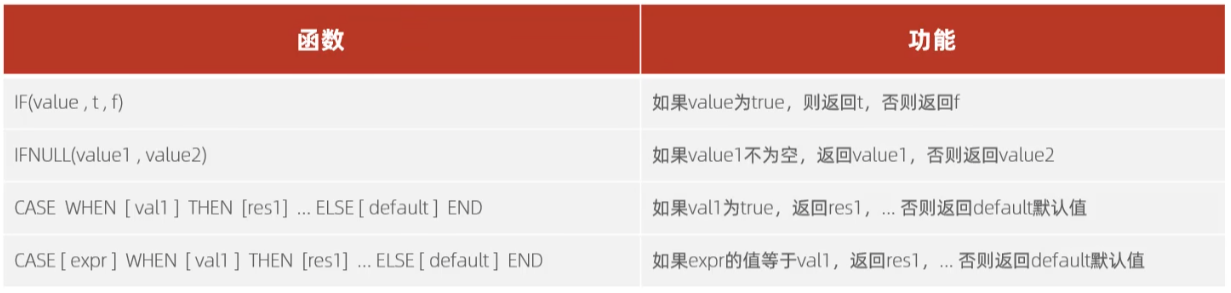 函数 功能
IF(value , t , f) 如果value为true，则返回t，否则返回f
IFNULL(value1 , value2) 如果value1不为空，返回value1，否则返回value2
CASE WHEN [ val1 ] THEN [res1] ... ELSE [ default ] END 如果val1为true，返回res1，... 否则返回default默认值
CASE [ expr ] WHEN [ val1 ] THEN [res1] ... ELSE [ default ] END 如果expr的值等于val1，返回res1，... 否则返回default默认值